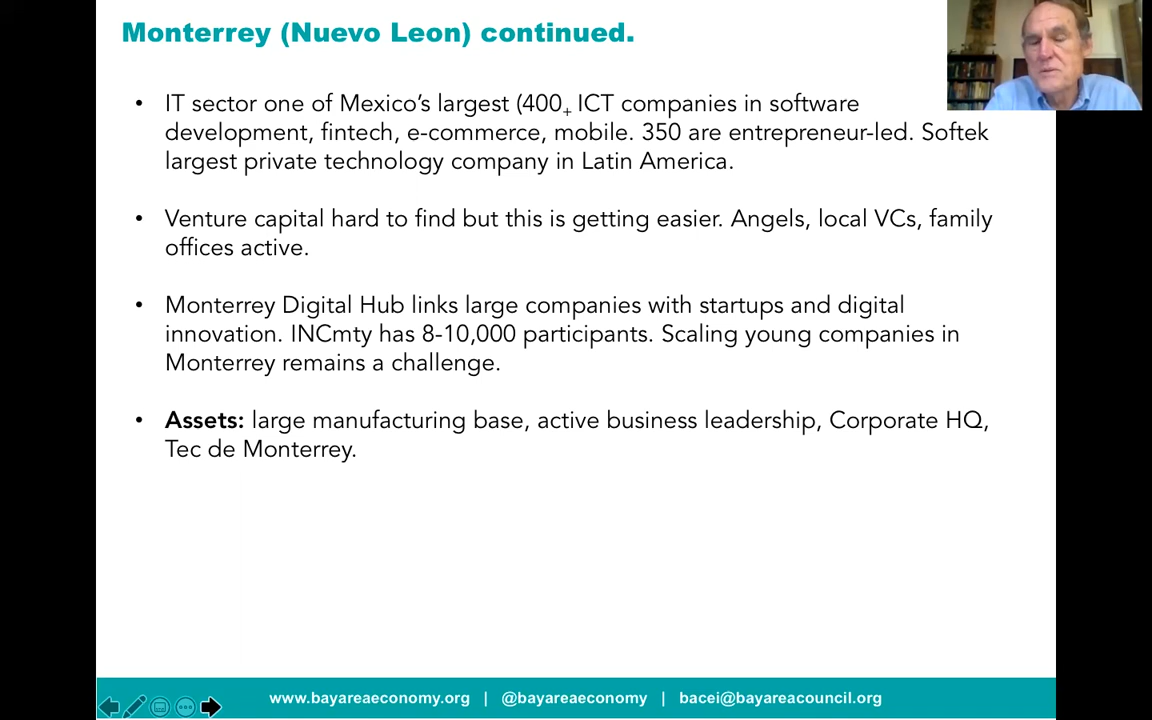 Monterrey (Nuevo Leon) continued.
• IT sector one of Mexico’s largest (400+ ICT companies in software
development, fintech, e-commerce, mobile. 350 are entrepreneur-led. Softek
largest private technology company in Latin America.
• Venture capital hard to find but this is getting easier. Angels, local VCs, family
offices active.
• Monterrey Digital Hub links large companies with startups and digital
innovation. INCmty has 8-10,000 participants. Scaling young companies in
Monterrey remains a challenge.
• Assets: large manufacturing base, active business leadership, Corporate HQ,
Tec de Monterrey.
www.bayareaeconomy.org | @bayareaeconomy | bacei@bayareacouncil.org